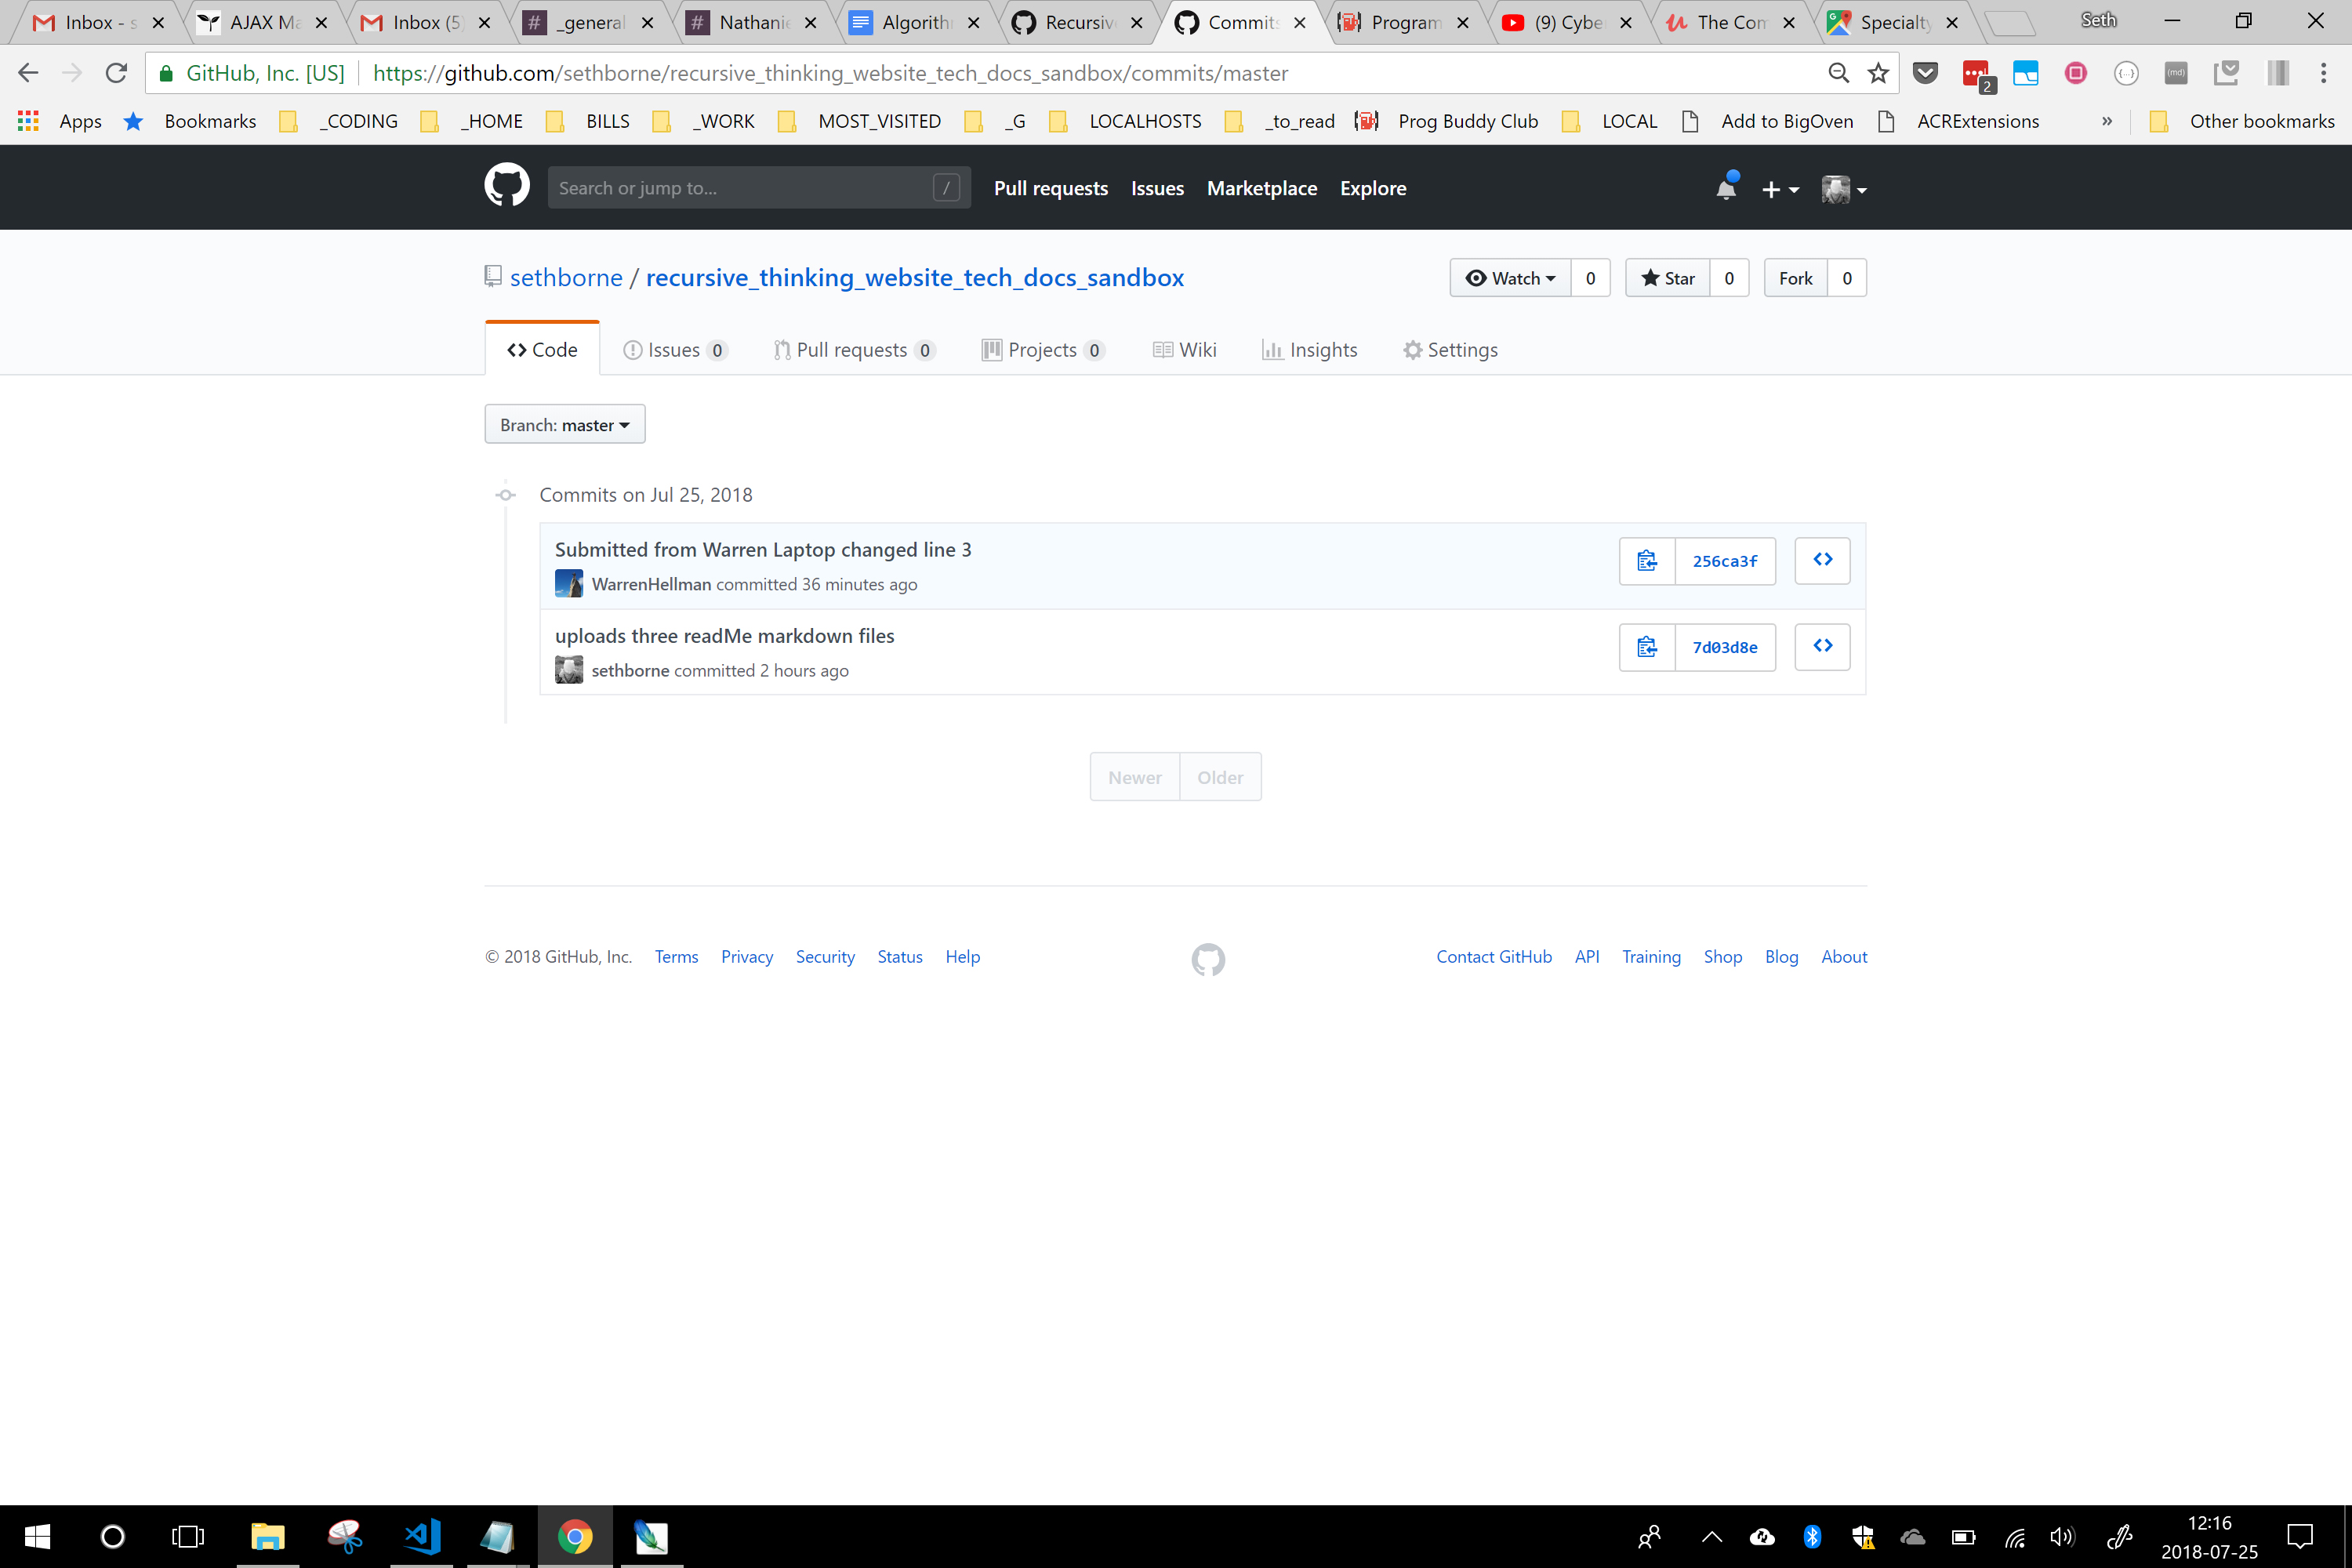 Inbox - s
AJAX Ma
Inbox (5)
_general
Nathanie
Algorith
Recursiv
Commits
Program
(9) Cybe
The Com
Specialty
Seth
GitHub, Inc. [US]
https://github.com/sethborne/recursive_thinking_website_tech_docs_sandbox/commits/master
2
Apps Bookmarks _CODING _HOME BILLS _WORK MOST_VISITED _G LOCALHOSTS _to_read Prog Buddy Club LOCAL Add to BigOven ACRExtensions » Other bookmarks
Search or jump to... / Pull requests Issues Marketplace Explore
sethborne / recursive_thinking_website_tech_docs_sandbox
Watch 0 Star 0 Fork 0
Code Issues 0 Pull requests 0 Projects 0 Wiki Insights Settings
Branch: master
Commits on Jul 25, 2018
Submitted from Warren Laptop changed line 3
WarrenHellman committed 36 minutes ago
256ca3f
uploads three readMe markdown files
sethborne committed 2 hours ago
7d03d8e
Newer Older
© 2018 GitHub, Inc. Terms Privacy Security Status Help
Contact GitHub API Training Shop Blog About
12:16
2018-07-25